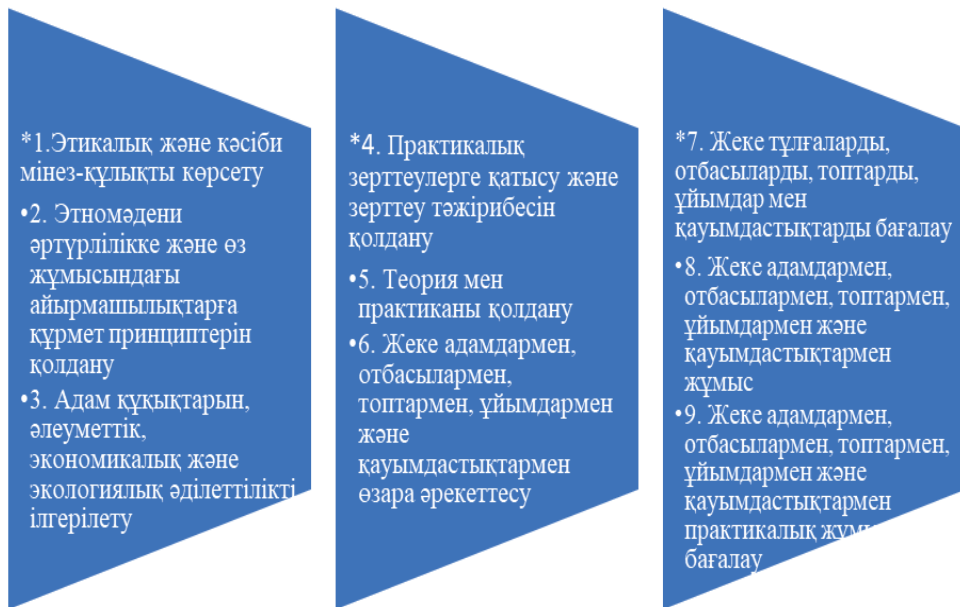 *1.Этикалық және кәсіби
мінез-құлықты көрсету
•2. Этномәдени
әртүрлілікке және өз
жұмысындағы
айырмашылықтарға
құрмет принциптерін
қолдану
•3. Адам құқықтарын,
әлеуметтік,
экономикалық және
экологиялық әділеттілікті
ілгерілету
*4. Практикалық
зерттеулерге қатысу және
зерттеу тәжірибесін
қолдану
•5. Теория мен
практиканы қолдану
•6. Жеке адамдармен,
отбасылармен,
топтармен, ұйымдармен
және
қауымдастықтармен
өзара әрекеттесу
*7. Жеке тұлғаларды,
отбасыларды, топтарды,
ұйымдар мен
қауымдастықтарды бағалау
•8. Жеке адамдармен,
отбасылармен, топтармен,
ұйымдармен және
қауымдастықтармен
жұмыс
•9. Жеке адамдармен,
отбасылармен, топтармен,
ұйымдармен және
қауымдастықтармен
практикалық
бағалау